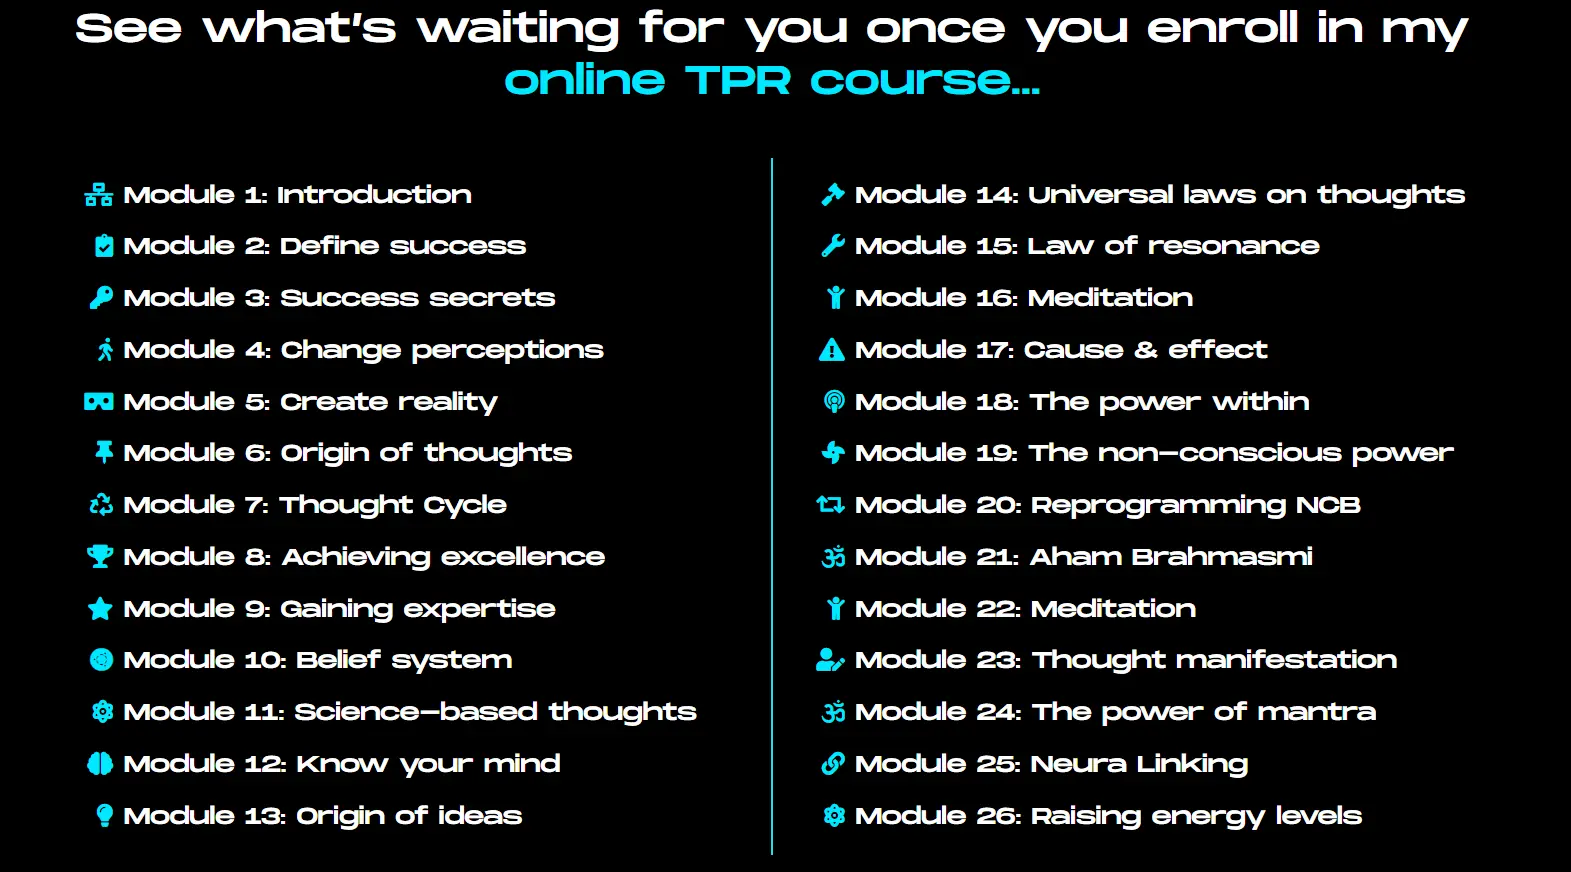 See what's waiting for you once you enroll in my
online TPR course...
Module 1: Introduction
Module 2: Define success
Module 3: Success secrets
Module 4: Change perceptions
Module 5: Create reality
Module 6: Origin of thoughts
Module 7: Thought Cycle
Module 8: Achieving excellence
Module 9: Gaining expertise
Module 10: Belief system
Module 11: Science-based thoughts
Module 12: Know your mind
Module 13: Origin of ideas
Module 14: Universal laws on thoughts
Module 15: Law of resonance
Module 16: Meditation
Module 17: Cause & effect
Module 18: The power within
Module 19: The non-conscious power
Module 20: Reprogramming NCB
Module 21: Aham Brahmasmi
Module 22: Meditation
Module 23: Thought manifestation
Module 24: The power of mantra
Module 25: Neura Linking
Module 26: Raising energy levels